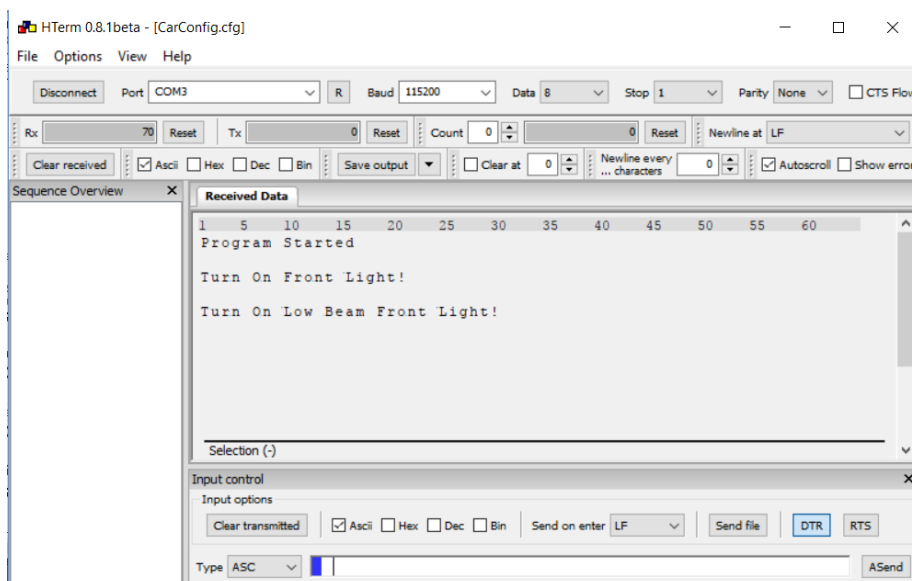 HTerm 0.8.1beta - [CarConfig.cfg]
File Options View Help
Disconnect Port COM3 R Baud 115200 Data 8 Stop 1 Parity None CTS Flow
Rx 70 Reset Tx 0 Reset Count 0 0 Reset Newline at LF
Clear received Ascii Hex Dec Bin Save output Clear at 0 Newline every ... characters 0 Autoscroll Show error
Sequence Overview
Received Data
1 5 10 15 20 25 30 35 40 45 50 55 60
Program Started
Turn On Front Light!
Turn On Low Beam Front Light!
Selection (-)
Input control
Input options
Clear transmitted Ascii Hex Dec Bin Send on enter LF Send file DTR RTS
Type ASC ASend